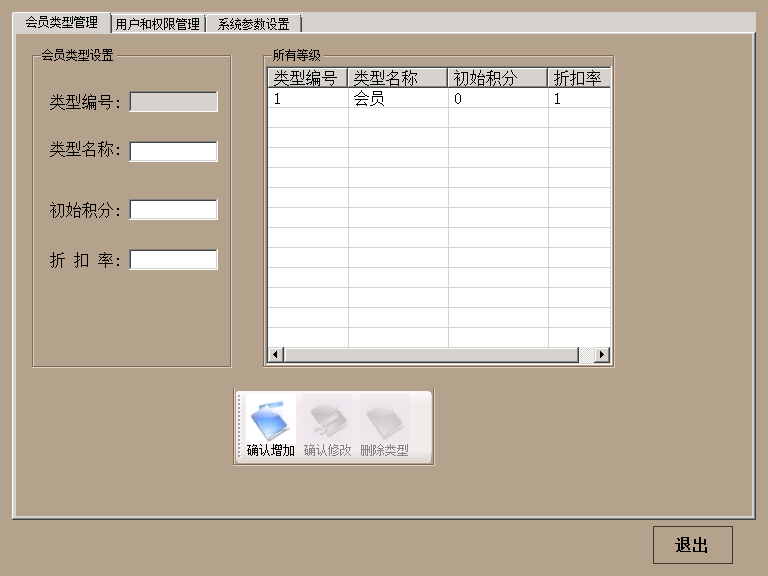 会员类型管理 用户和权限管理 系统参数设置
会员类型设置
类型编号:
类型名称:
初始积分:
折 扣 率:
所有等级
类型编号 类型名称 初始积分 折扣率
1 会员 0 1
确认增加 确认修改 删除类型
退出